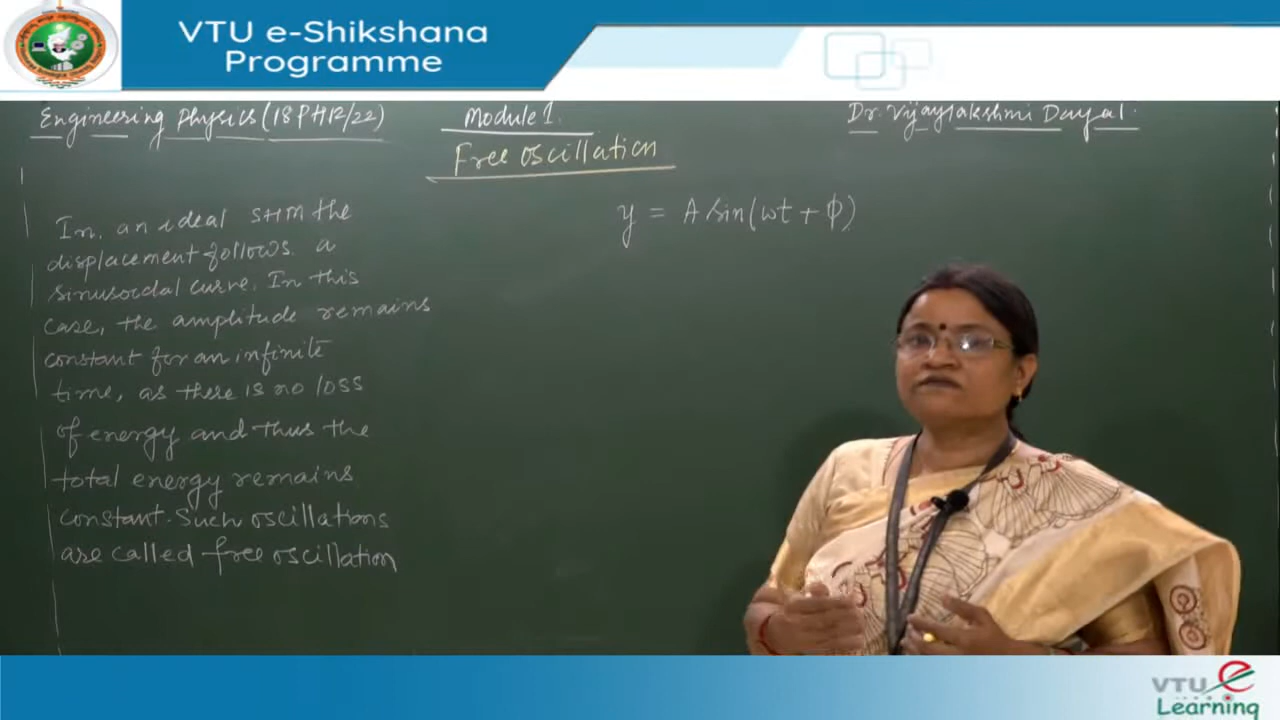 VTU e-Shikshana
Programme
Engineering Physics (18PH12/22)
Module 1.
Dr. Vijaylakshmi Dayal.
Free oscillation
In, an ideal SHM the
displacement follows a
sinusoidal curve. In this
case, the amplitude remains
constant for an infinite
time, as there is no loss
of energy and thus the
total energy remains
constant. Such oscillations
are called free oscillation
y = A sin(ωt + ϕ)
VTU
Learning